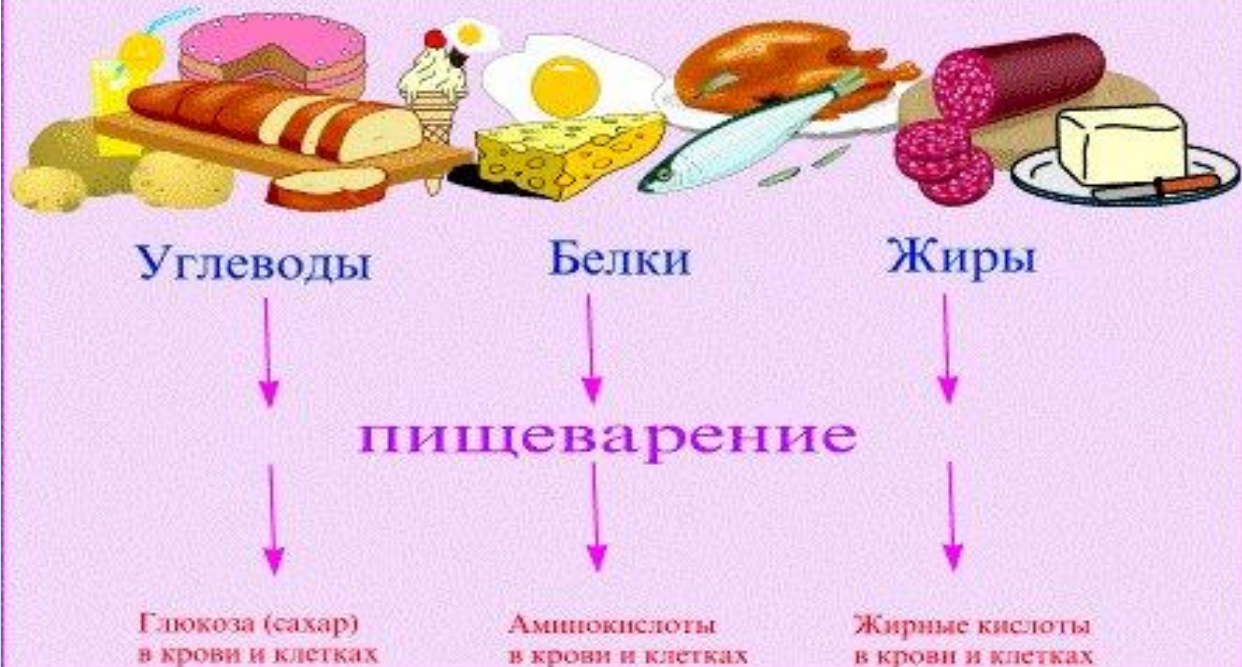 Углеводы Белки Жиры
пищеварение
Глюкоза (сахар)
в крови и клетках
Аминокислоты
в крови и клетках
Жирные кислоты
в крови и клетках